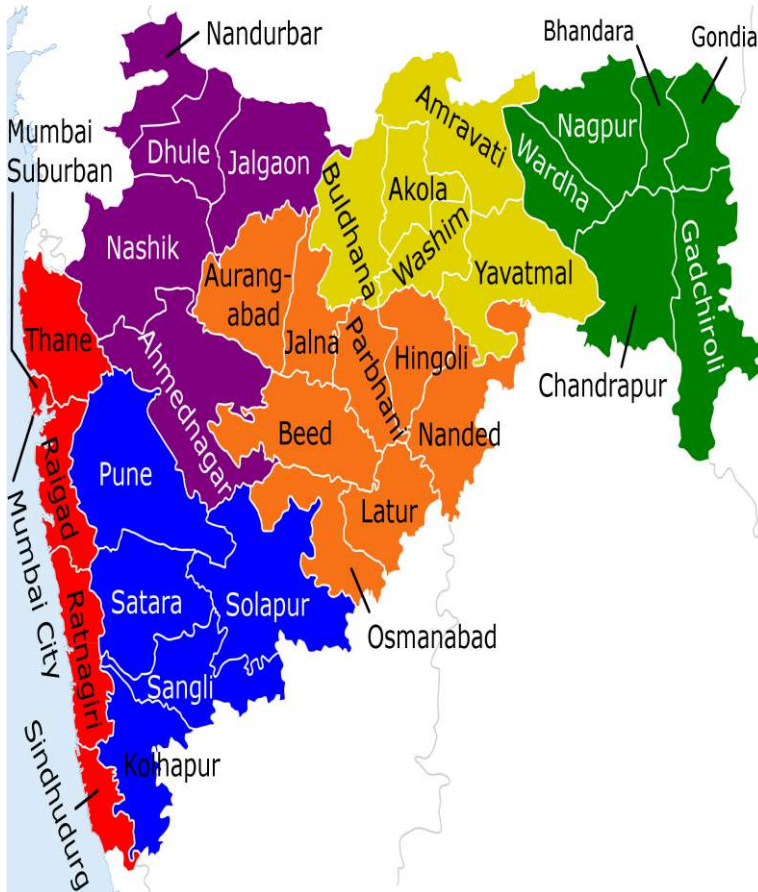 Nandurbar
Bhandara
Gondia
Mumbai
Suburban
Dhule
Jalgaon
Amravati
Nagpur
Wardha
Akola
Buldhana
Washim
Nashik
Yavatmal
Gadchiroli
Aurang-
abad
Thane
Jalna
Parbhani
Hingoli
Chandrapur
Ahmednagar
Beed
Nanded
Raigad
Pune
Latur
Mumbai City
Satara
Solapur
Osmanabad
Ratnagiri
Sangli
Kolhapur
Sindhudurg